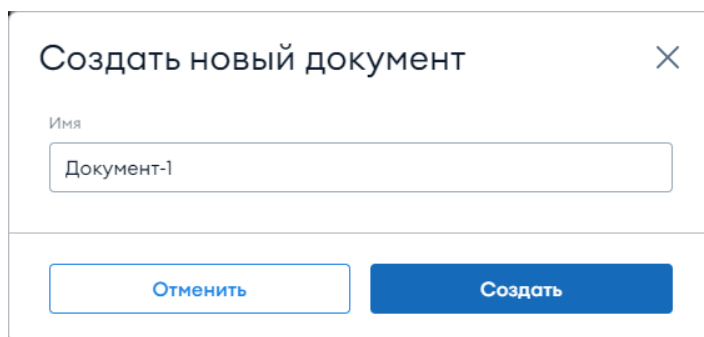 Создать новый документ
Имя
Документ-1
Отменить
Создать